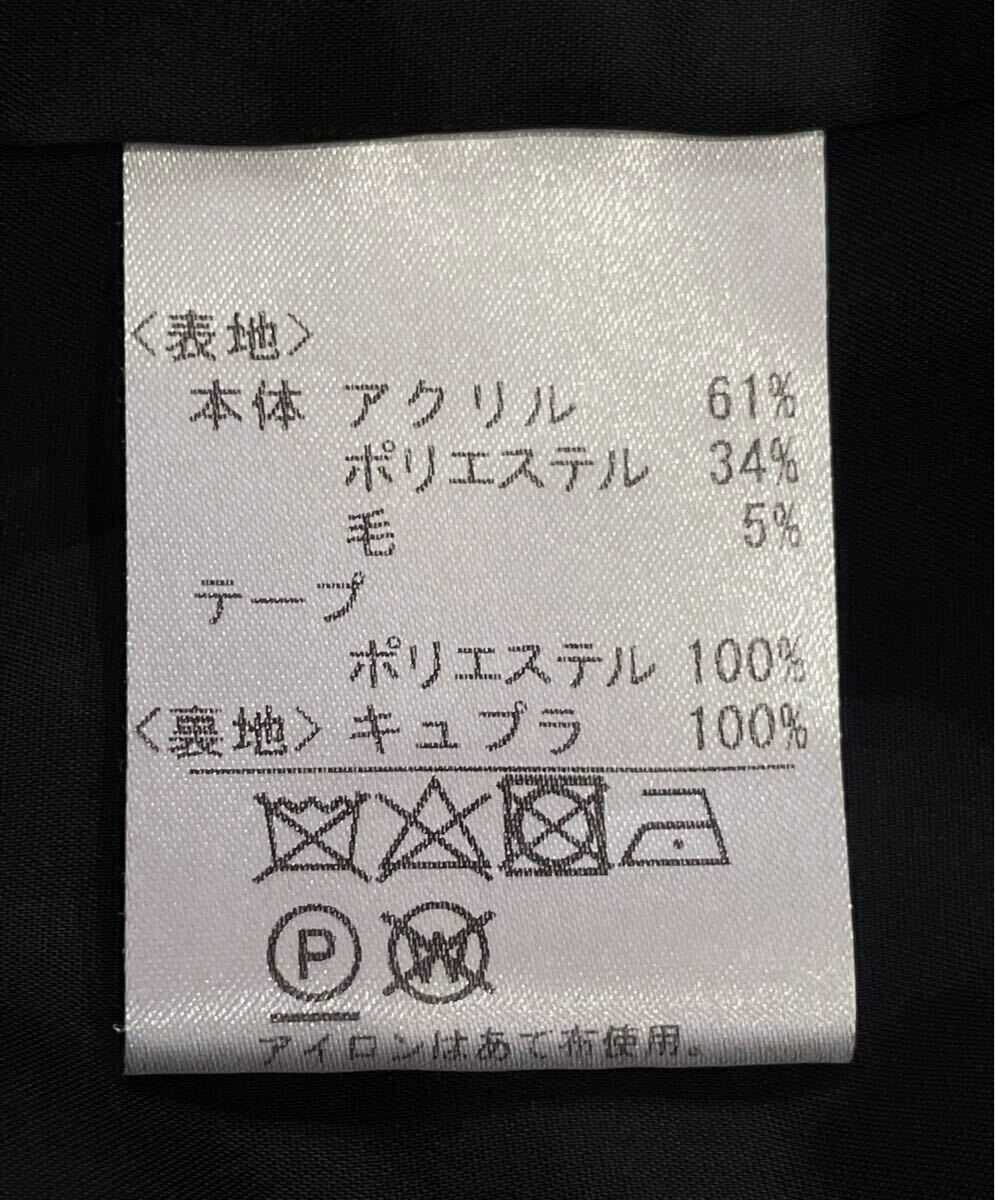 〈表地〉
本体 アクリル 61%
ポリエステル 34%
毛 5%
テープ
ポリエステル 100%
〈裏地〉キュプラ 100%
P W
アイロンはあて布使用。